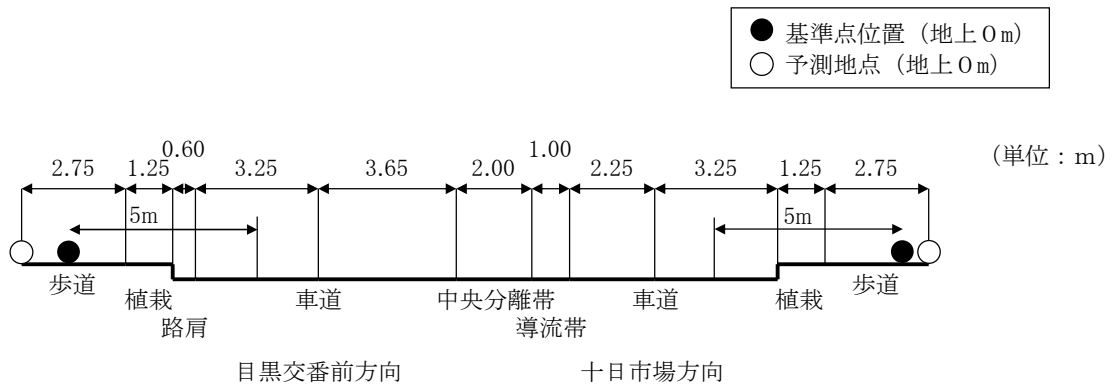 基準点位置（地上０ｍ）
予測地点（地上０ｍ）
（単位：ｍ）
0.60
1.00
2.75
1.25
3.25
3.65
2.00
2.25
3.25
1.25
2.75
5m
5m
歩道
植栽
路肩
車道
中央分離帯
導流帯
車道
植栽
歩道
目黒交番前方向
十日市場方向